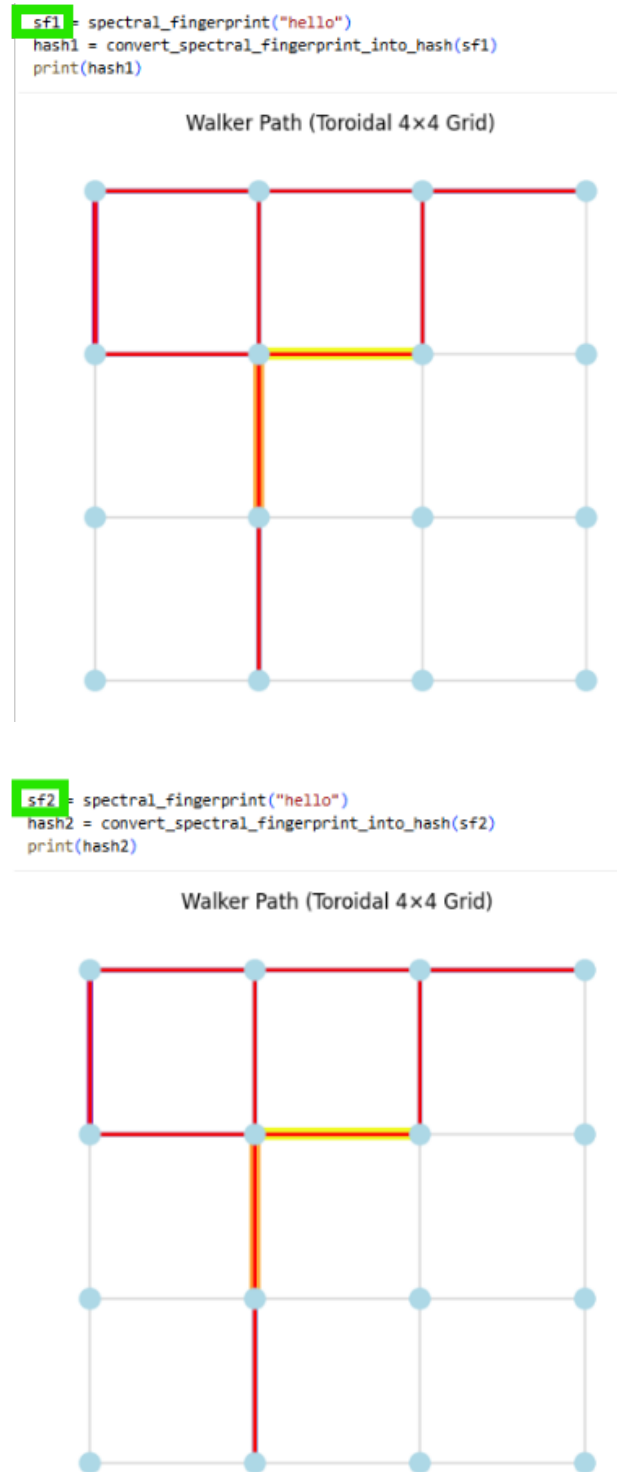 sf1 = spectral_fingerprint("hello")
hash1 = convert_spectral_fingerprint_into_hash(sf1)
print(hash1)
Walker Path (Toroidal 4×4 Grid)
sf2 = spectral_fingerprint("hello")
hash2 = convert_spectral_fingerprint_into_hash(sf2)
print(hash2)
Walker Path (Toroidal 4×4 Grid)